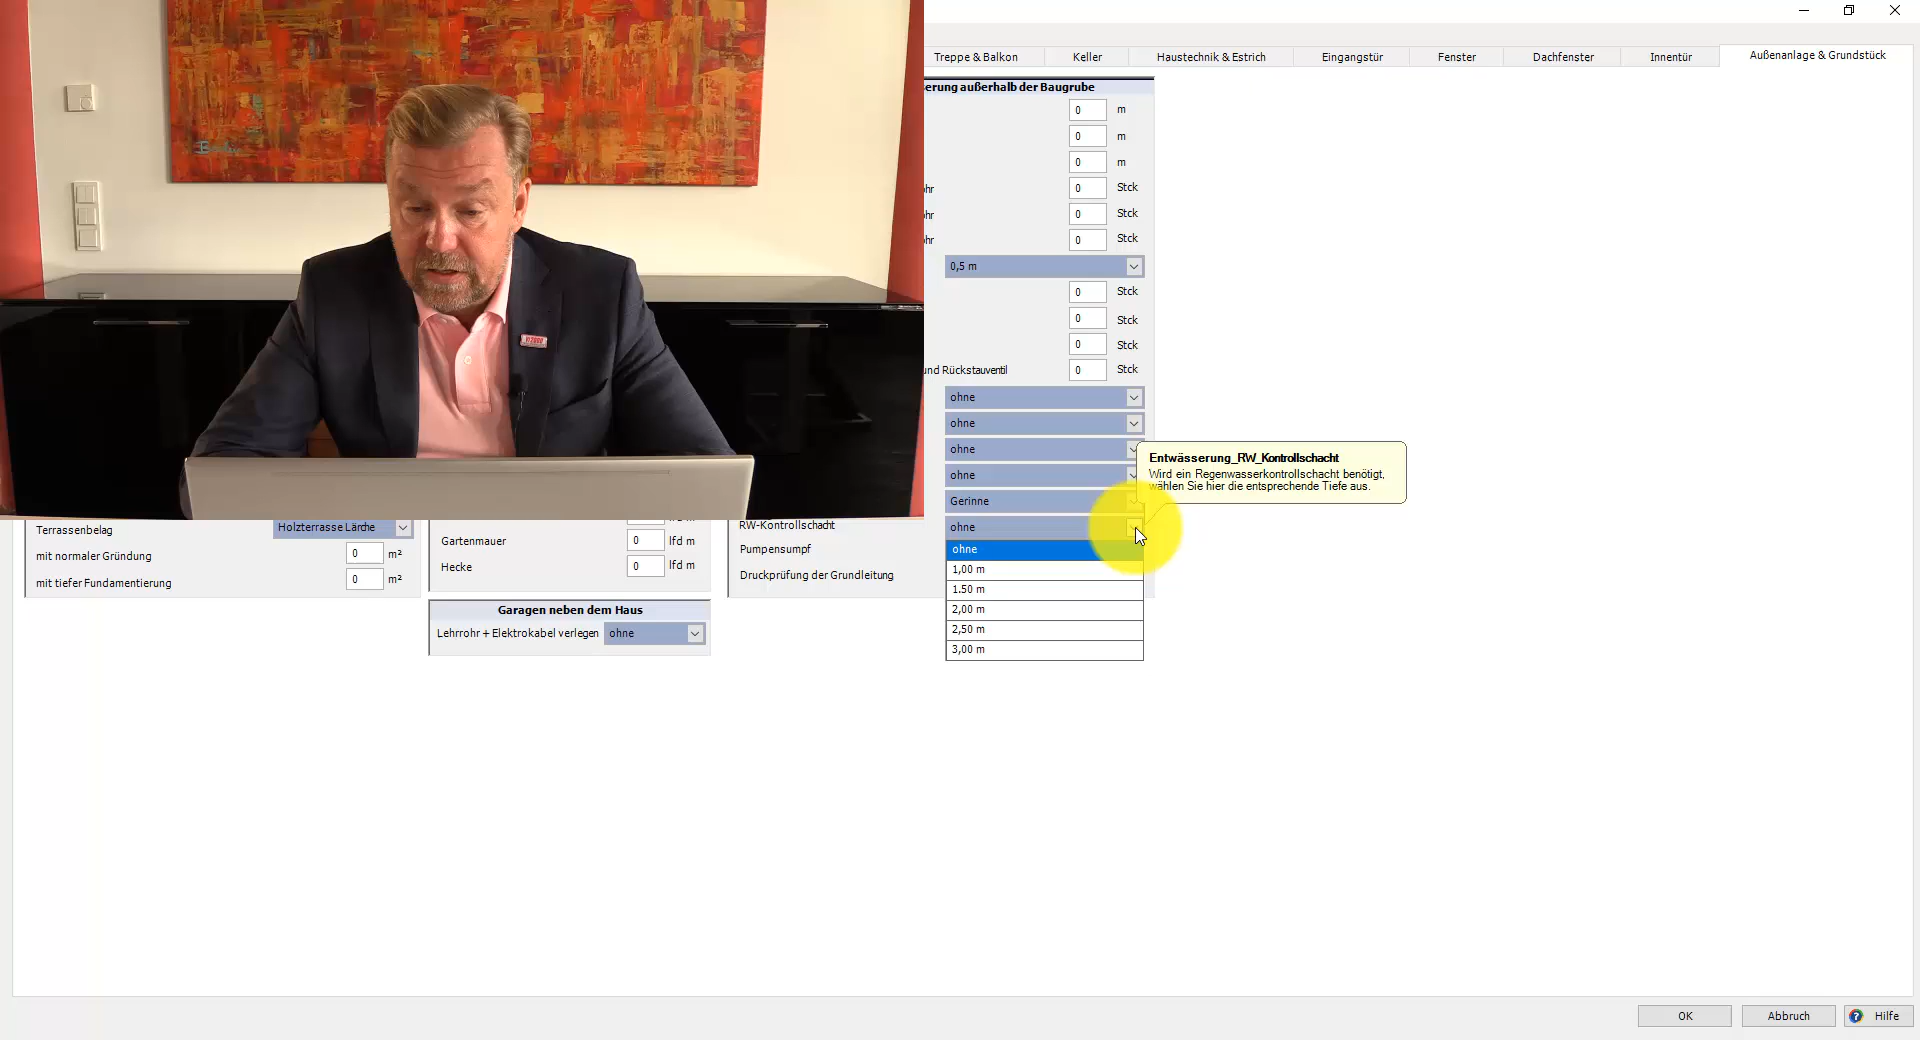 Treppe & Balkon
Keller
Haustechnik & Estrich
Eingangstür
Fenster
Dachfenster
Innentür
Außenanlage & Grundstück
erung außerhalb der Baugrube
0 m
0 m
0 m
ohr 0 Stck
ohr 0 Stck
ohr 0 Stck
0,5 m
0 Stck
0 Stck
0 Stck
und Rückstauventil 0 Stck
ohne
ohne
ohne
ohne
Gerinne
RW-Kontrollschacht ohne
ohne
1,00 m
1.50 m
2,00 m
2,50 m
3,00 m
Entwässerung_RW_Kontrollschacht
Wird ein Regenwasserkontrollschacht benötigt,
wählen Sie hier die entsprechende Tiefe aus.
Pumpensumpf
Druckprüfung der Grundleitung
Terrassenbelag Holzterrasse Lärche
mit normaler Gründung 0 m²
mit tiefer Fundamentierung 0 m²
Gartenmauer 0 lfd m
Hecke 0 lfd m
Garagen neben dem Haus
Lehrrohr + Elektrokabel verlegen ohne
OK
Abbruch
Hilfe